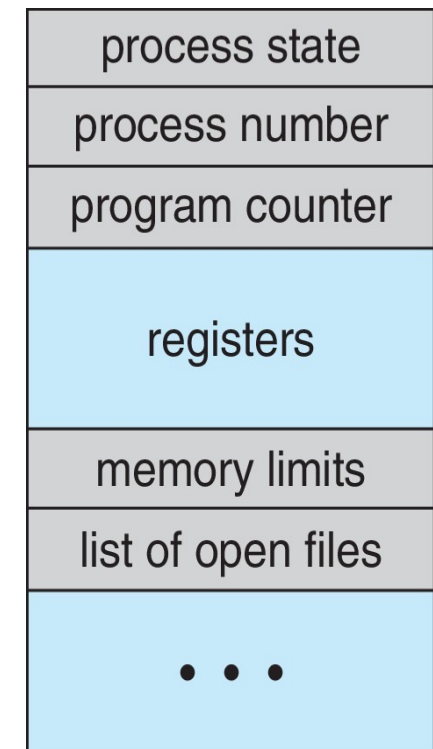 process state
process number
program counter
registers
memory limits
list of open files
• • •